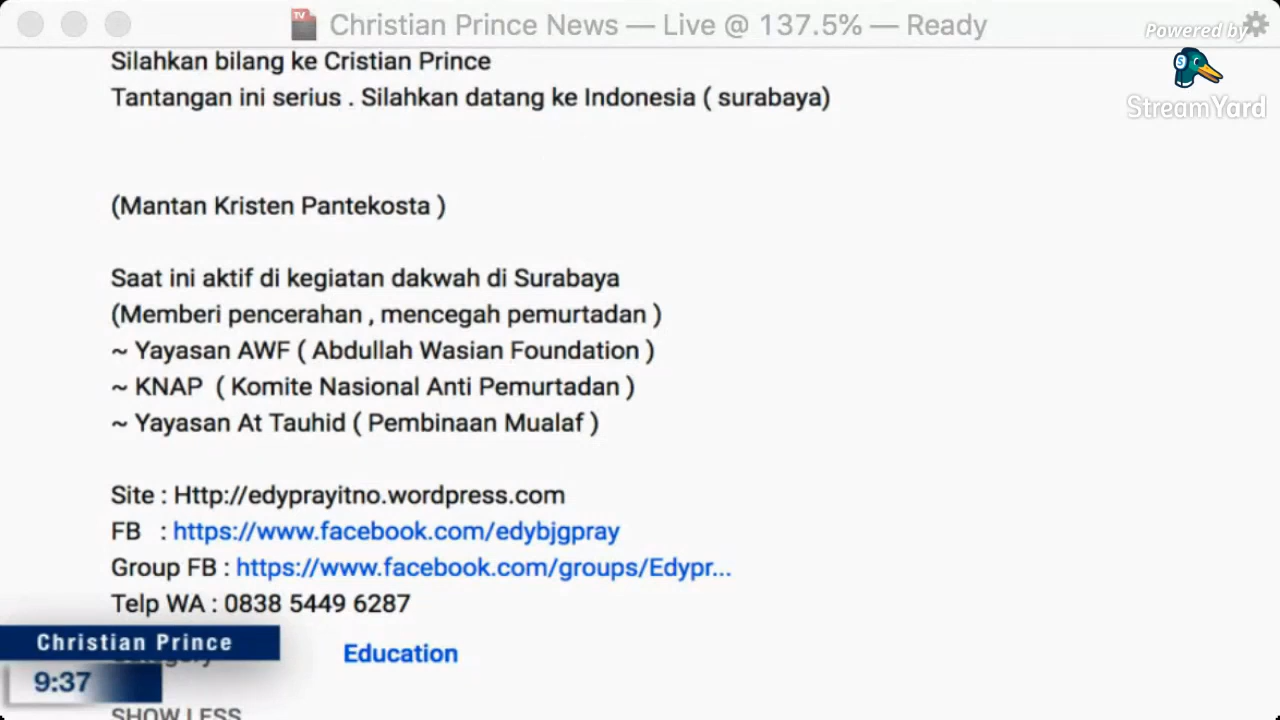 TV
Christian Prince News — Live @ 137.5% — Ready
Powered by
StreamYard
Silahkan bilang ke Cristian Prince
Tantangan ini serius . Silahkan datang ke Indonesia ( surabaya)
(Mantan Kristen Pantekosta )
Saat ini aktif di kegiatan dakwah di Surabaya
(Memberi pencerahan , mencegah pemurtadan )
~ Yayasan AWF ( Abdullah Wasian Foundation )
~ KNAP ( Komite Nasional Anti Pemurtadan )
~ Yayasan At Tauhid ( Pembinaan Mualaf )
Site : Http://edyprayitno.wordpress.com
FB : https://www.facebook.com/edybjgpray
Group FB : https://www.facebook.com/groups/Edypr...
Telp WA : 0838 5449 6287
Christian Prince
Education
9:37
SHOW LESS